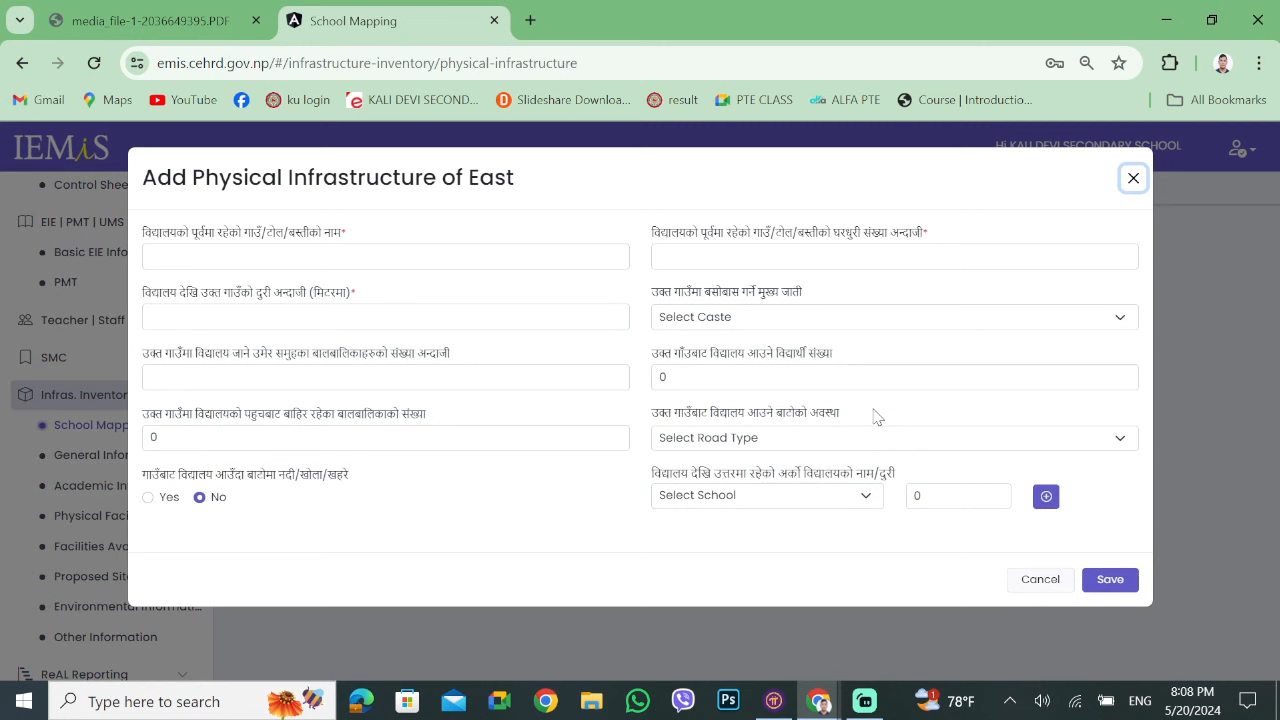 media_file-1-2036649395.PDF
School Mapping
emis.cehrd.gov.np/#/infrastructure-inventory/physical-infrastructure
Gmail
Maps
YouTube
ku login
KALI DEVI SECOND...
Slideshare Downloa...
result
PTE CLASS
ALFA PTE
Course | Introductio...
All Bookmarks
IEMiS
Hi KALI DEVI SECONDARY SCHOOL
Control Shee
EIE | PMT | UMS
Basic EIE Info
PMT
Teacher | Staff
SMC
Infras. Inventor
School Mapp
General Infor
Academic In
Physical Faci
Facilities Ava
Proposed Site
Environmental Informati...
Other Information
ReAL Reporting
Add Physical Infrastructure of East
विद्यालयको पूर्वमा रहेको गाउँ/टोल/बस्तीको नाम*
विद्यालयको पूर्वमा रहेको गाउँ/टोल/बस्तीको घरधुरी संख्या अन्दाजी*
विद्यालय देखि उक्त गाउँको दुरी अन्दाजी (मिटरमा)*
उक्त गाउँमा बसोबास गर्ने मुख्य जाती
Select Caste
उक्त गाउँमा विद्यालय जाने उमेर समुहका बालबालिकाहरुको संख्या अन्दाजी
उक्त गाँउबाट विद्यालय आउने विद्यार्थी संख्या
0
उक्त गाउँमा विद्यालयको पहुचबाट बाहिर रहेका बालबालिकाको संख्या
0
उक्त गाउँबाट विद्यालय आउने बाटोको अवस्था
Select Road Type
गाउँबाट विद्यालय आउँदा बाटोमा नदी/खोला/खहरे
Yes
No
विद्यालय देखि उत्तरमा रहेको अर्को विद्यालयको नाम/दुरी
Select School
0
Cancel
Save
Type here to search
Ps
1
78°F
ENG
8:08 PM
5/20/2024